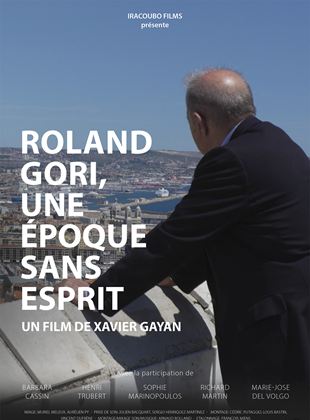 IRACOUBO FILMS
présente
ROLAND
GORI,
UNE
ÉPOQUE
SANS
ESPRIT
UN FILM DE XAVIER GAYAN
avec la participation de
BARBARA HENRI SOPHIE RICHARD MARIE-JOSE
CASSIN TRUBERT MARINOPOULOS MARTIN DEL VOLGO